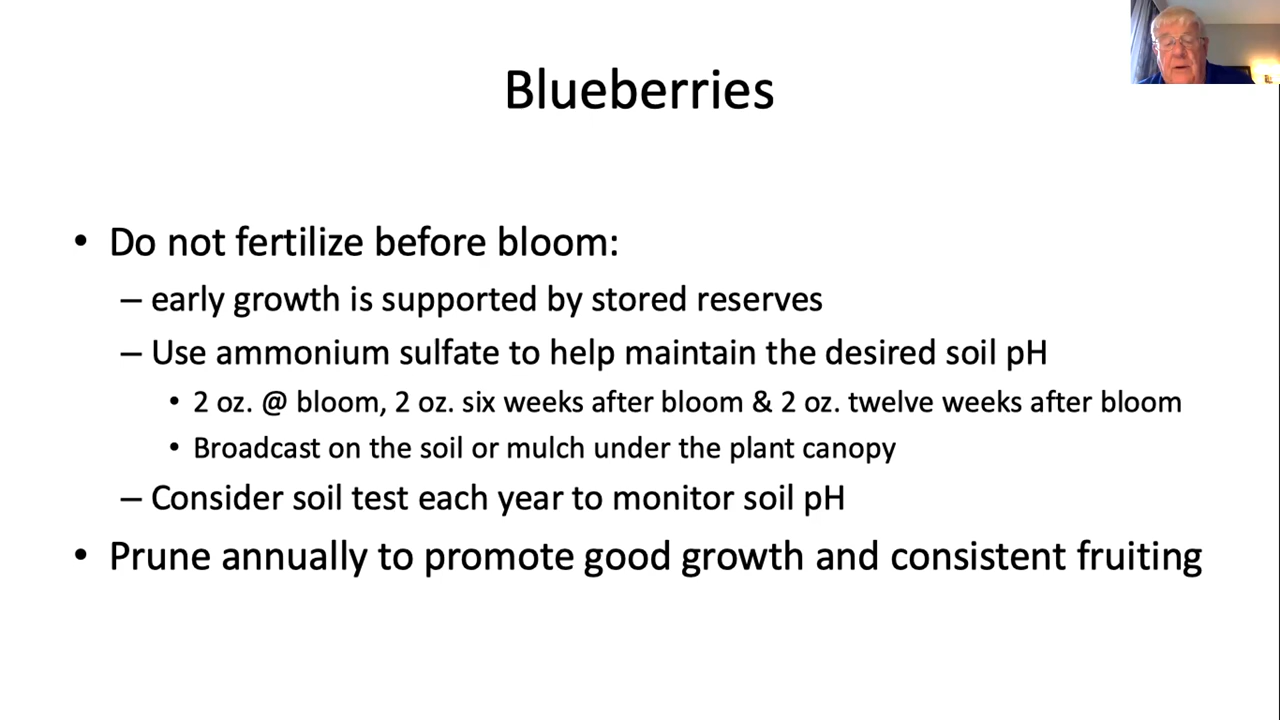 Blueberries
• Do not fertilize before bloom:
– early growth is supported by stored reserves
– Use ammonium sulfate to help maintain the desired soil pH
• 2 oz. @ bloom, 2 oz. six weeks after bloom & 2 oz. twelve weeks after bloom
• Broadcast on the soil or mulch under the plant canopy
– Consider soil test each year to monitor soil pH
• Prune annually to promote good growth and consistent fruiting